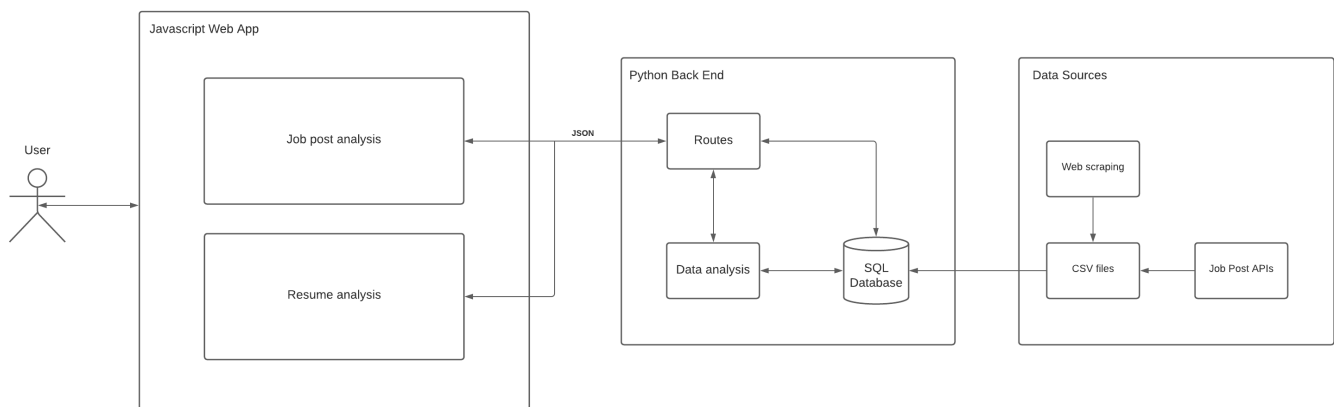 Javascript Web App
Job post analysis
Resume analysis
User
JSON
Python Back End
Routes
Data analysis
SQL
Database
Data Sources
Web scraping
CSV files
Job Post APIs